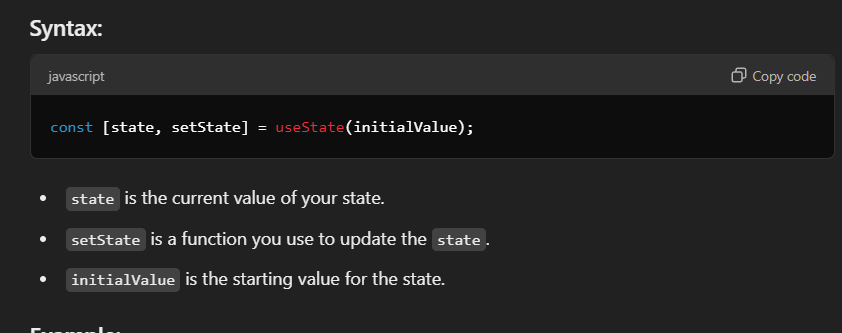 Syntax:
javascript
Copy code
const [state, setState] = useState(initialValue);
• state is the current value of your state.
• setState is a function you use to update the state.
• initialValue is the starting value for the state.
Example: